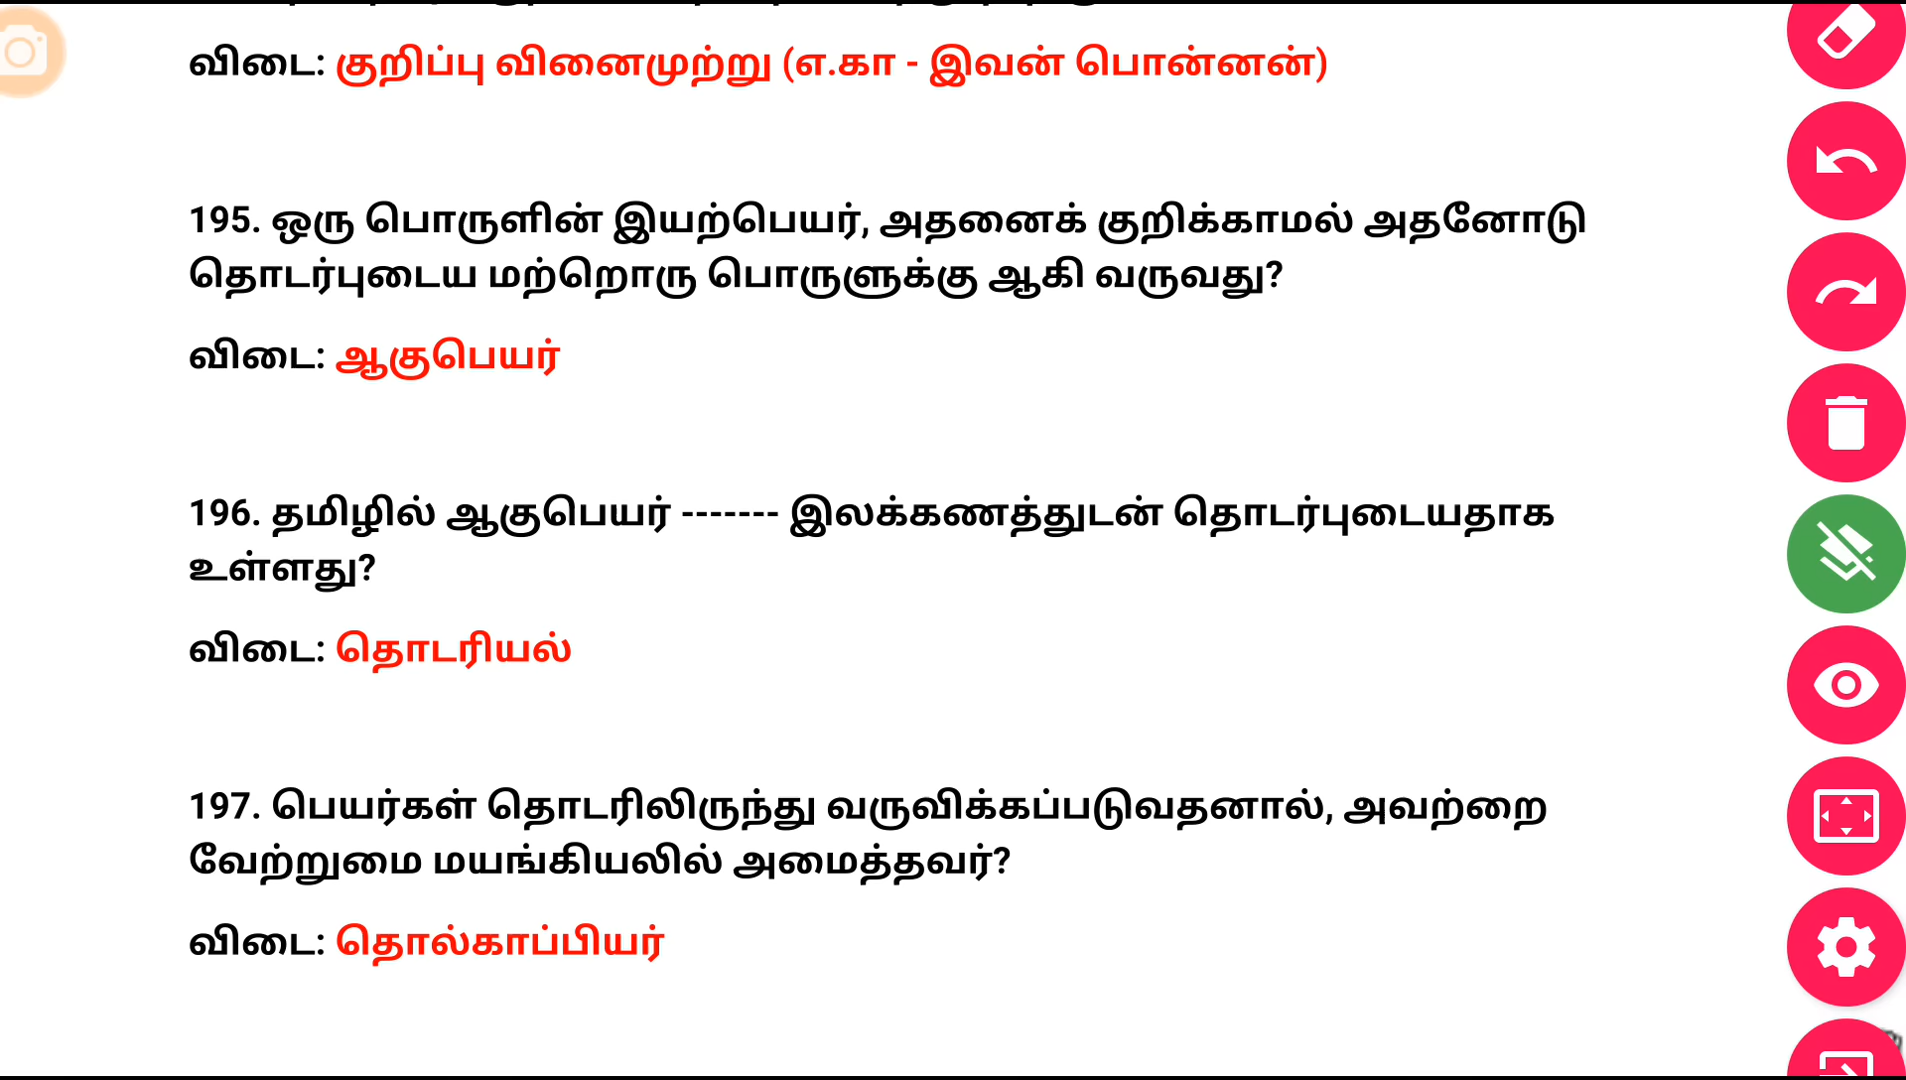 விடை: குறிப்பு வினைமுற்று (எ.கா - இவன் பொன்னன்)
195. ஒரு பொருளின் இயற்பெயர், அதனைக் குறிக்காமல் அதனோடு
தொடர்புடைய மற்றொரு பொருளுக்கு ஆகி வருவது?
விடை: ஆகுபெயர்
196. தமிழில் ஆகுபெயர் ------- இலக்கணத்துடன் தொடர்புடையதாக
உள்ளது?
விடை: தொடரியல்
197. பெயர்கள் தொடரிலிருந்து வருவிக்கப்படுவதனால், அவற்றை
வேற்றுமை மயங்கியலில் அமைத்தவர்?
விடை: தொல்காப்பியர்